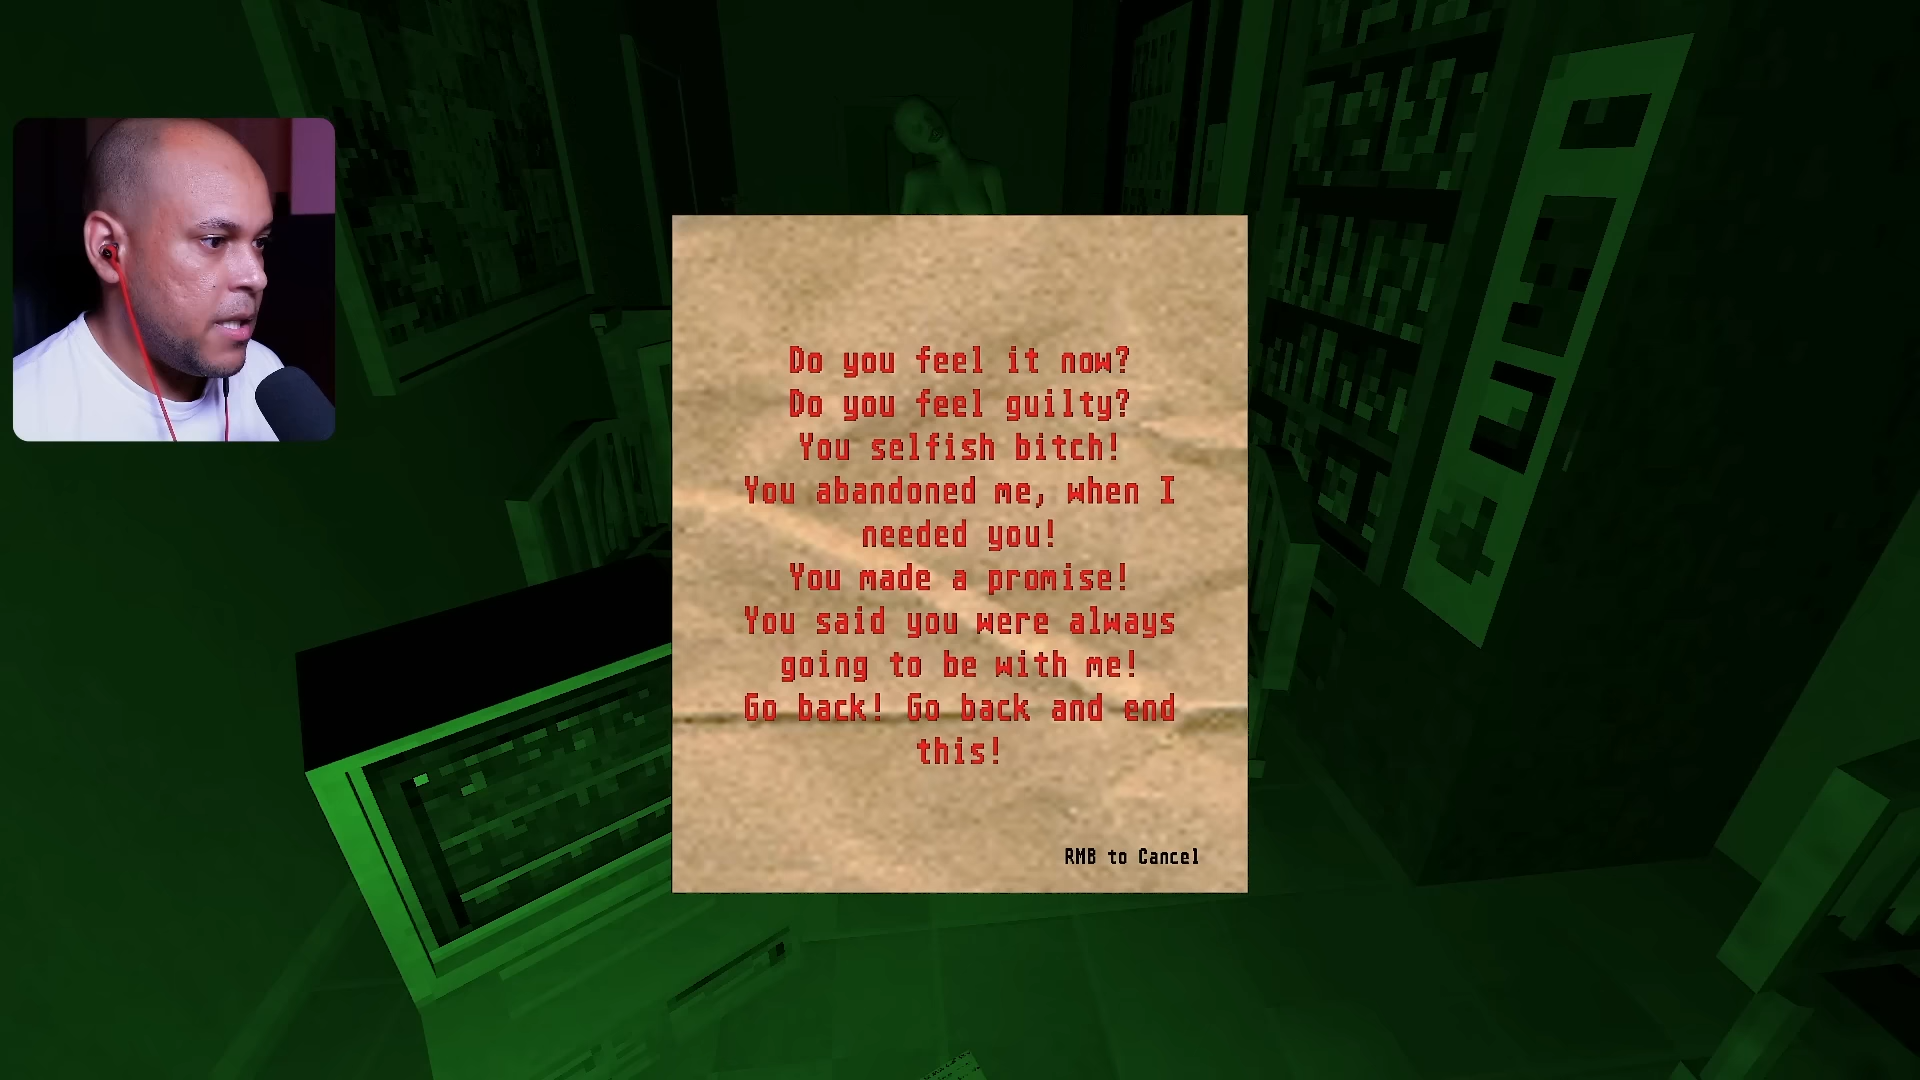 Do you feel it now?
Do you feel guilty?
You selfish bitch!
You abandoned me, when I
needed you!
You made a promise!
You said you were always
going to be with me!
Go back! Go back and end
this!
RMB to Cancel